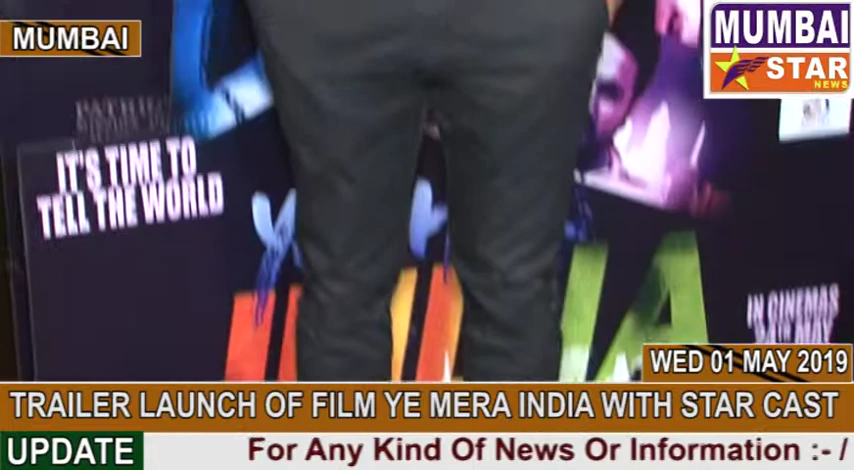 MUMBAI
MUMBAI
STAR
NEWS
IT'S TIME TO
TELL THE WORLD
IN CINEMAS
MAY
WED 01 MAY 2019
TRAILER LAUNCH OF FILM YE MERA INDIA WITH STAR CAST
UPDATE
For Any Kind Of News Or Information :- /